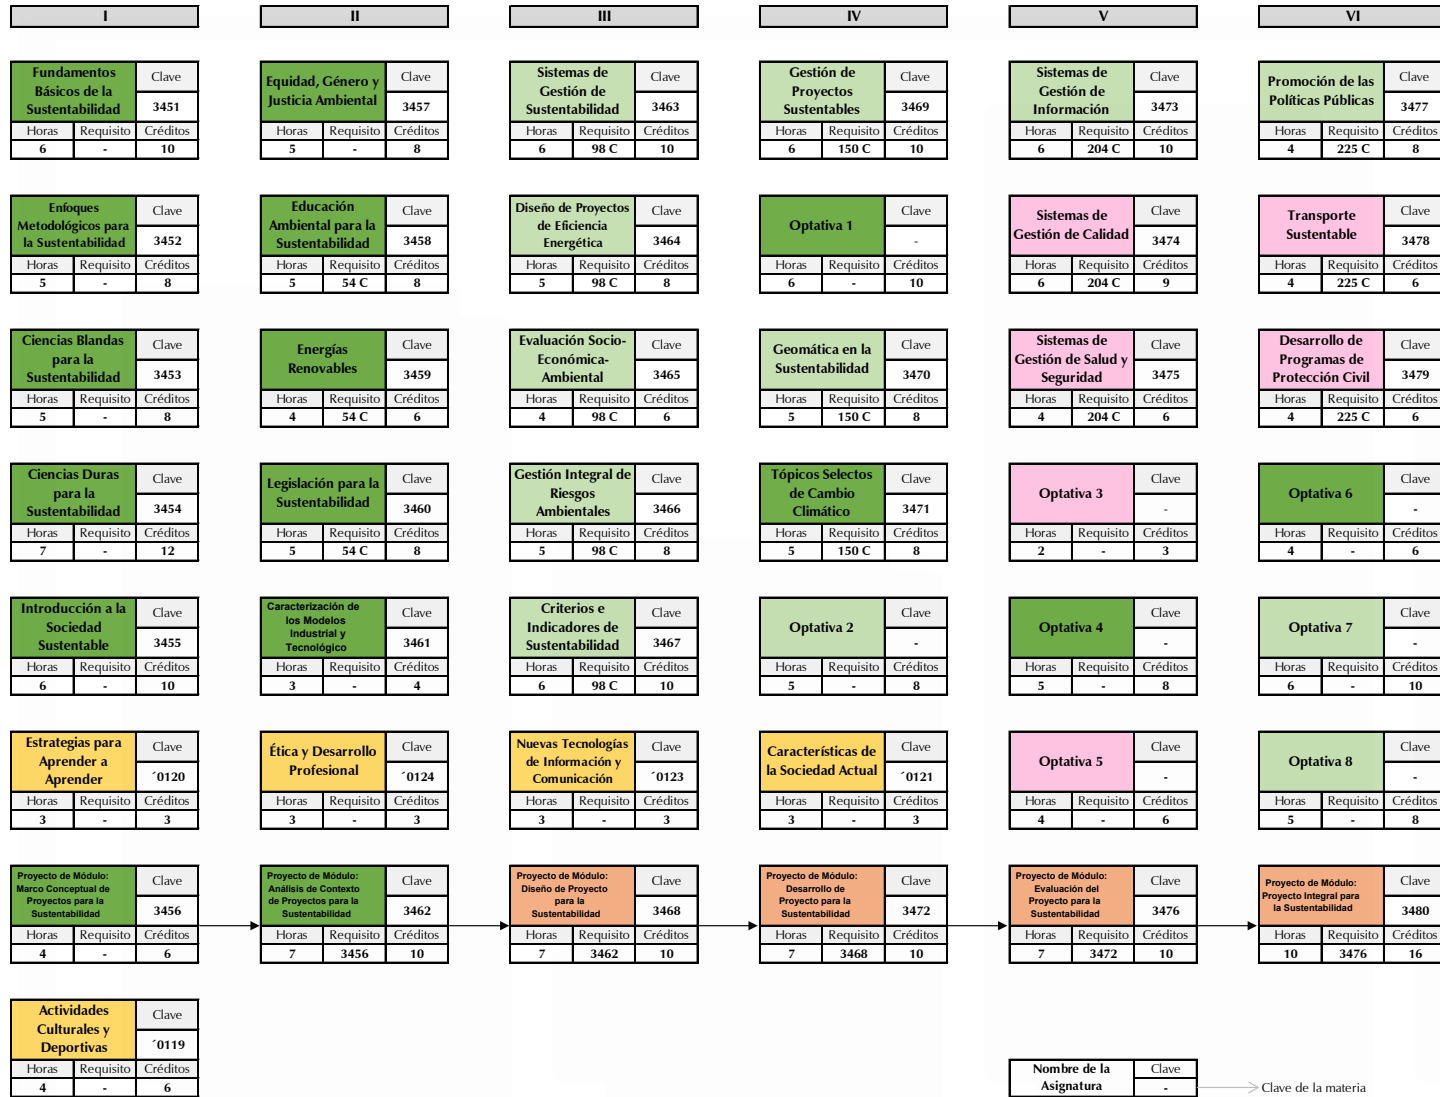 I II III IV V VI
Fundamentos Clave Equidad, Género y Clave Sistemas de Clave Gestión de Clave Sistemas de Clave Promoción de las Clave
Básicos de la Justicia Ambiental Gestión de Proyectos Gestión de Políticas Públicas
Sustentabilidad 3451 3457 Sustentabilidad 3463 Sustentables 3469 Información 3473 3477
Horas Requisito Créditos Horas Requisito Créditos Horas Requisito Créditos Horas Requisito Créditos Horas Requisito Créditos Horas Requisito Créditos
6 - 10 5 - 8 6 98 C 10 6 150 C 10 6 204 C 10 4 225 C 8
Enfoques Clave Educación Clave Diseño de Proyectos Clave Optativa 1 Clave Sistemas de Clave Transporte Clave
Metodológicos para Ambiental para la de Eficiencia Gestión de Calidad Sustentable
la Sustentabilidad 3452 Sustentabilidad 3458 Energética 3464 - 3474 3478
Horas Requisito Créditos Horas Requisito Créditos Horas Requisito Créditos Horas Requisito Créditos Horas Requisito Créditos Horas Requisito Créditos
5 - 8 5 54 C 8 5 98 C 8 6 - 10 6 204 C 9 4 225 C 6
Ciencias Blandas Clave Energías Clave Evaluación Socio- Clave Geomática en la Clave Sistemas de Clave Desarrollo de Clave
para la Renovables Económica- Sustentabilidad Gestión de Salud y Programas de
Sustentabilidad 3453 3459 Ambiental 3465 3470 Seguridad 3475 Protección Civil 3479
Horas Requisito Créditos Horas Requisito Créditos Horas Requisito Créditos Horas Requisito Créditos Horas Requisito Créditos Horas Requisito Créditos
5 - 8 4 54 C 6 4 98 C 6 5 150 C 8 4 204 C 6 4 225 C 6
Ciencias Duras Clave Legislación para la Clave Gestión Integral de Clave Tópicos Selectos Clave Optativa 3 Clave Optativa 6 Clave
para la Sustentabilidad Riesgos de Cambio
Sustentabilidad 3454 3460 Ambientales 3466 Climático 3471 - -
Horas Requisito Créditos Horas Requisito Créditos Horas Requisito Créditos Horas Requisito Créditos Horas Requisito Créditos Horas Requisito Créditos
7 - 12 5 54 C 8 5 98 C 8 5 150 C 8 2 - 3 4 - 6
Introducción a la Clave Caracterización de Clave Criterios e Clave Optativa 2 Clave Optativa 4 Clave Optativa 7 Clave
Sociedad los Modelos Indicadores de
Sustentable 3455 Industrial y 3461 Sustentabilidad 3467 - - -
Tecnológico
Horas Requisito Créditos Horas Requisito Créditos Horas Requisito Créditos Horas Requisito Créditos Horas Requisito Créditos Horas Requisito Créditos
6 - 10 3 - 4 6 98 C 10 5 - 8 5 - 8 6 - 10
Estrategias para Clave Ética y Desarrollo Clave Nuevas Tecnologías Clave Características de Clave Optativa 5 Clave Optativa 8 Clave
Aprender a Profesional de Información y la Sociedad Actual
Aprender ´0120 ´0124 Comunicación ´0123 ´0121 - -
Horas Requisito Créditos Horas Requisito Créditos Horas Requisito Créditos Horas Requisito Créditos Horas Requisito Créditos Horas Requisito Créditos
3 - 3 3 - 3 3 - 3 3 - 3 4 - 6 5 - 8
Proyecto de Módulo: Clave Proyecto de Módulo: Clave Proyecto de Módulo: Clave Proyecto de Módulo: Clave Proyecto de Módulo: Clave Proyecto de Módulo: Clave
Marco Conceptual de Análisis de Contexto Diseño de Proyecto Desarrollo de Evaluación del Proyecto Integral para
Proyectos para la de Proyectos para la para la Proyecto para la Proyecto para la la Sustentabilidad
Sustentabilidad 3456 Sustentabilidad 3462 Sustentabilidad 3468 Sustentabilidad 3472 Sustentabilidad 3476 3480
Horas Requisito Créditos Horas Requisito Créditos Horas Requisito Créditos Horas Requisito Créditos Horas Requisito Créditos Horas Requisito Créditos
4 - 6 7 3456 10 7 3462 10 7 3468 10 7 3472 10 10 3476 16
Actividades Clave
Culturales y
Deportivas ´0119
Horas Requisito Créditos Nombre de la Clave
4 - 6 Asignatura - Clave de la materia